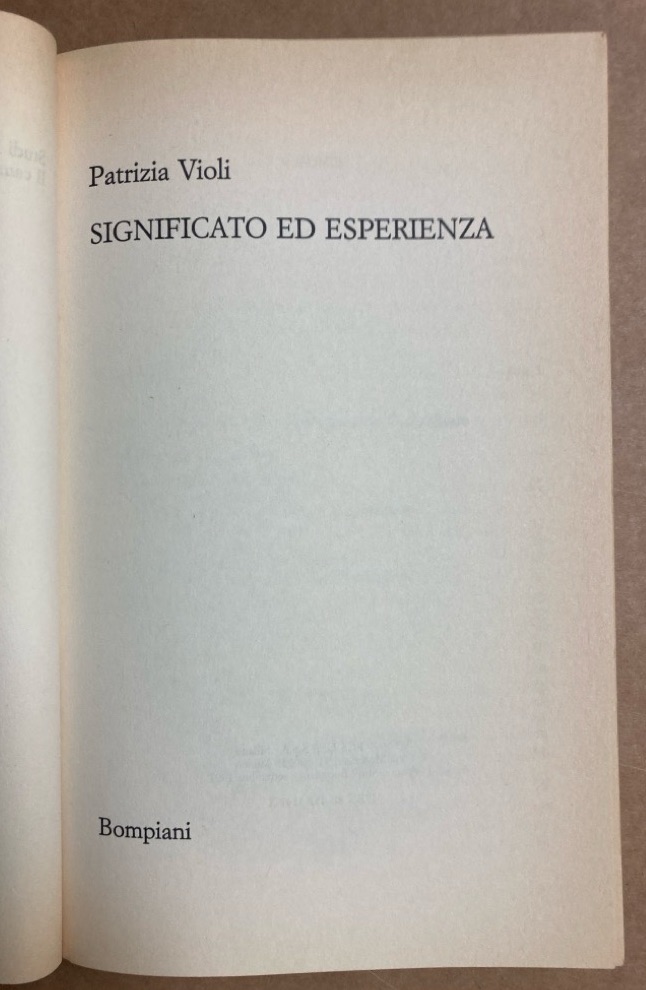 Patrizia Violi
SIGNIFICATO ED ESPERIENZA
Bompiani